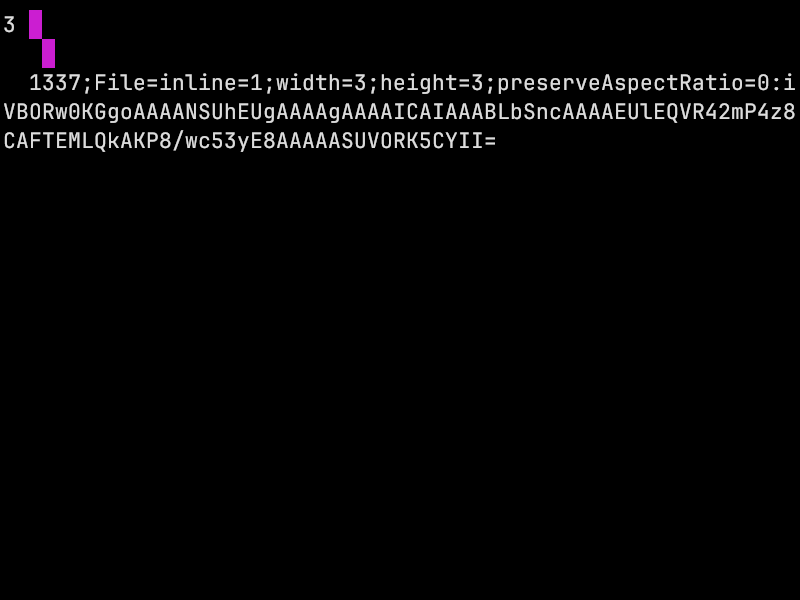 3
1337;File=inline=1;width=3;height=3;preserveAspectRatio=0:i
VBORw0KGgoAAAANSUhEUgAAAAgAAAAICAIAAABLbSncAAAAEUlEQVR42mP4z8
CAFTEMLQkAKP8/wc53yE8AAAAASUVORK5CYII=